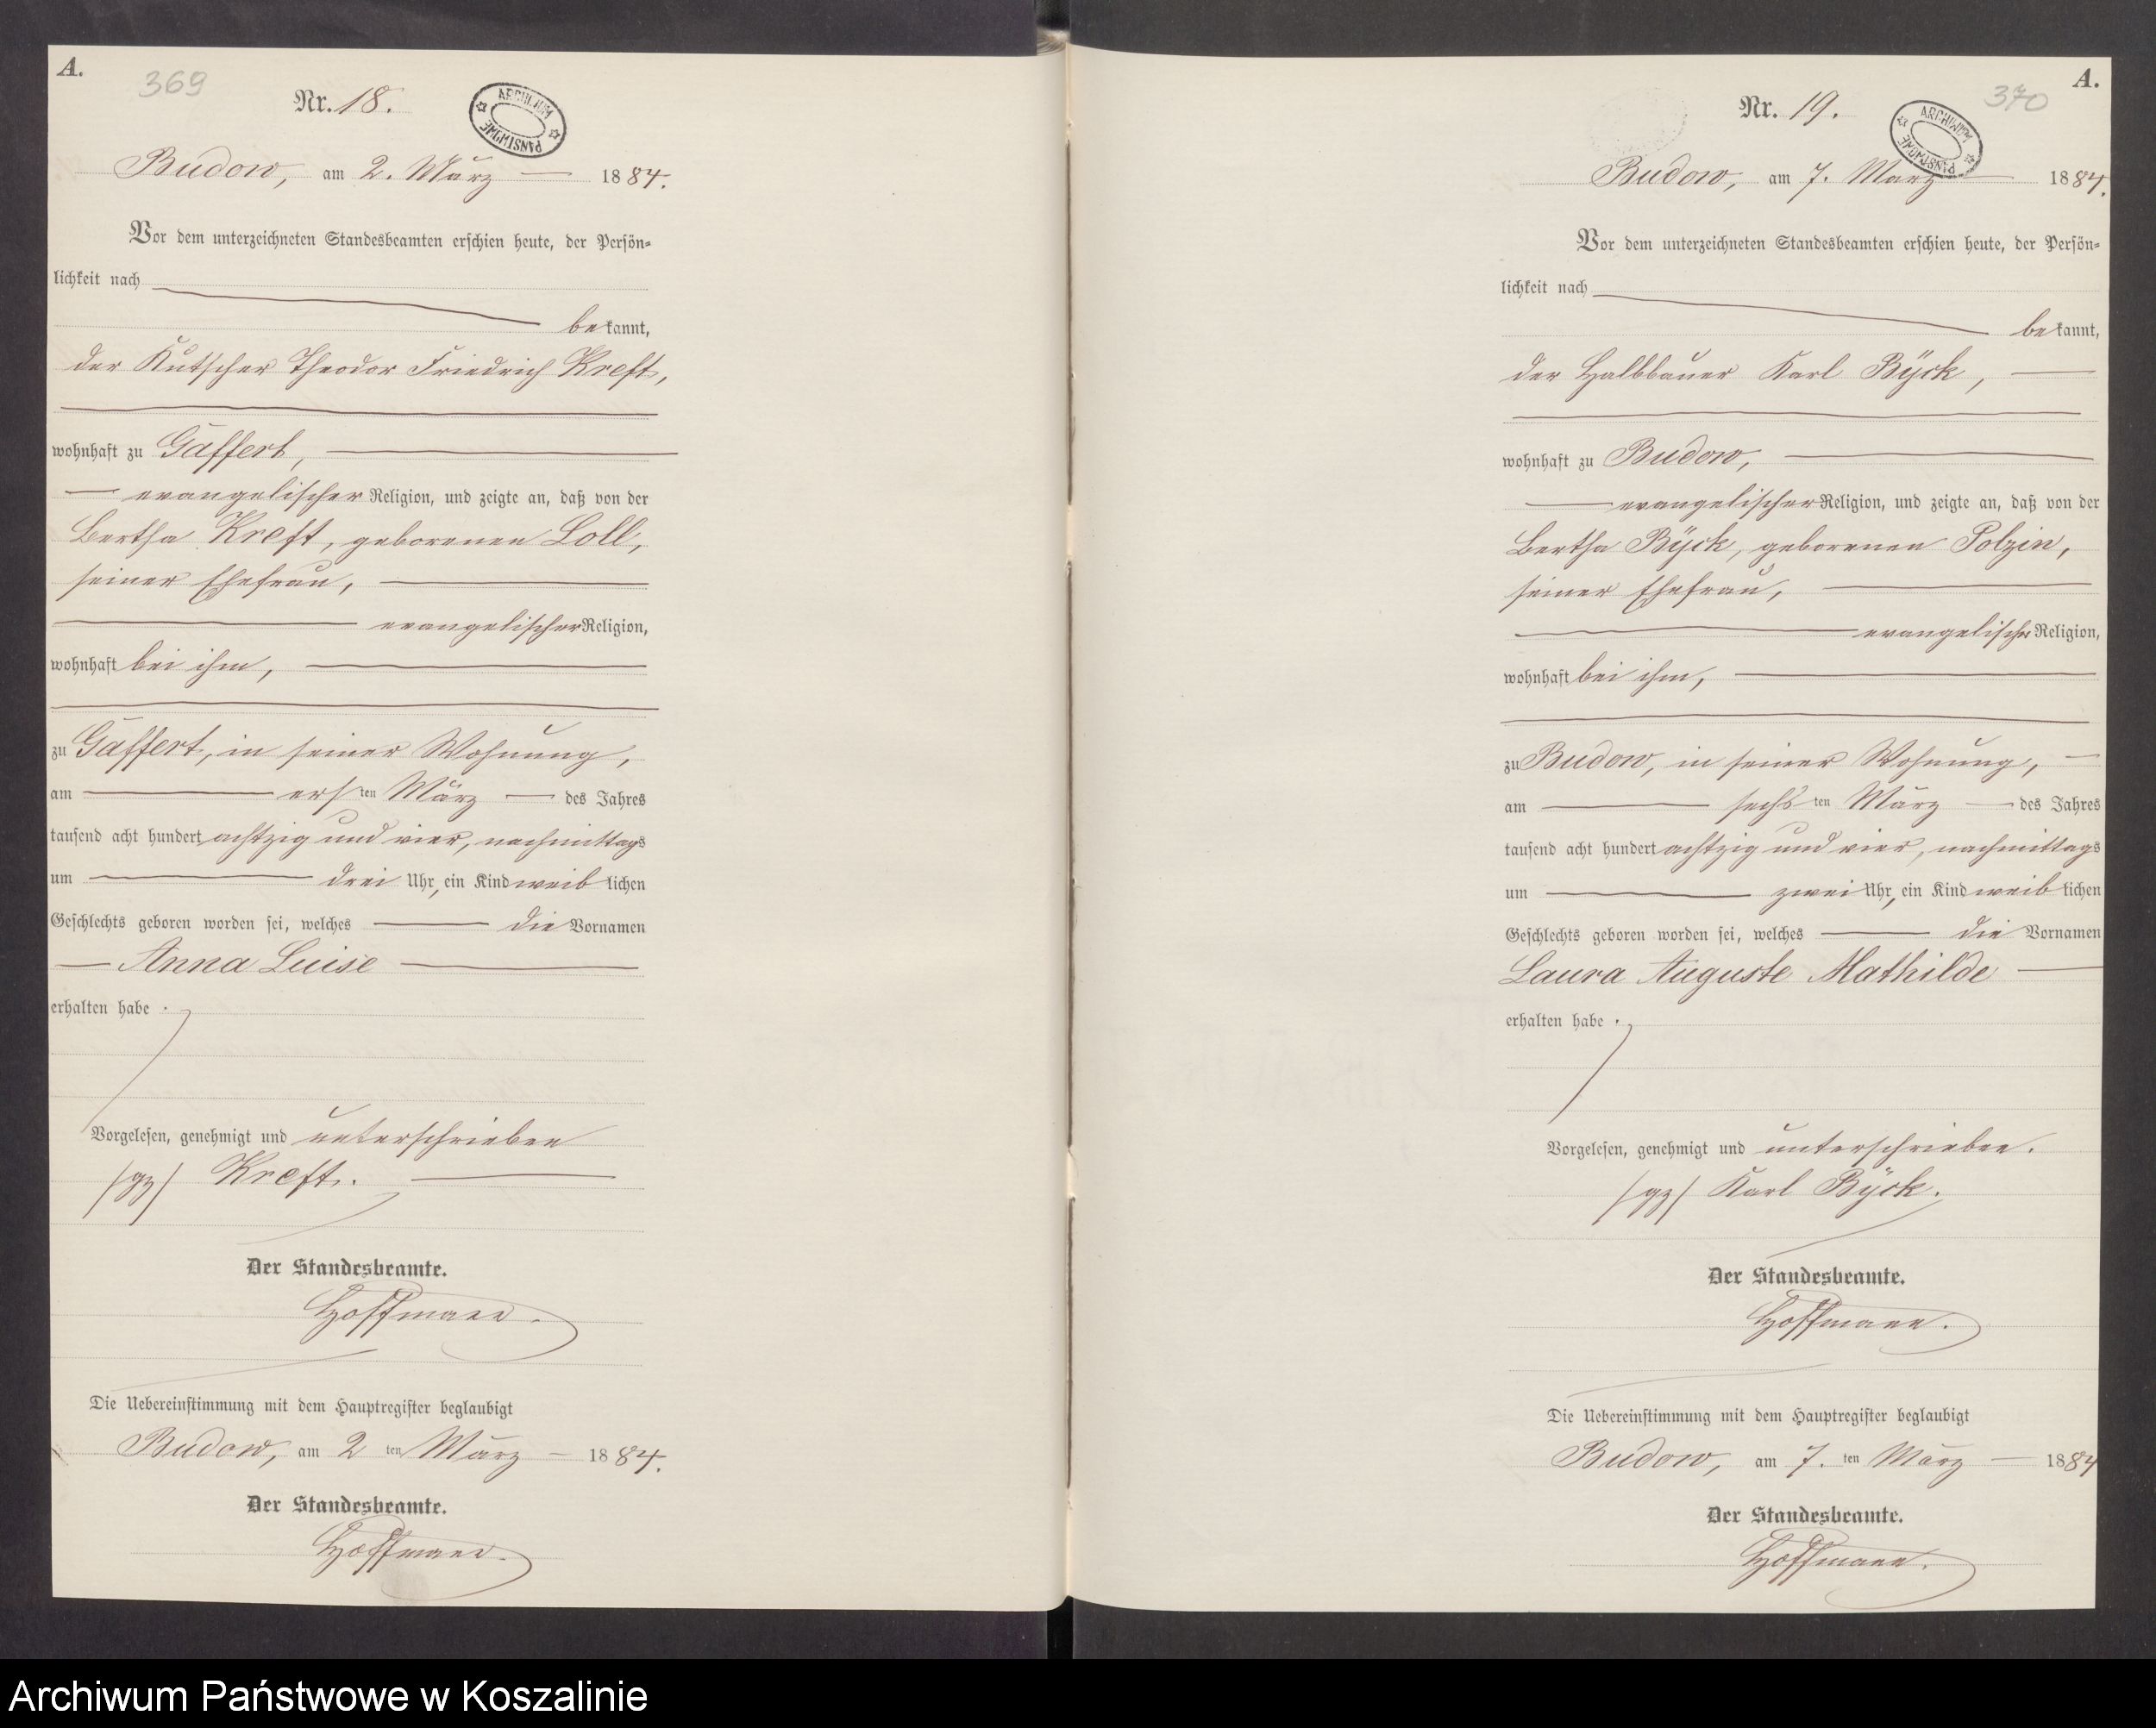 A.
369
Nr. 18.
ARCHIWUM PAŃSTWOWE
Budow, am 2. März 1884.
Vor dem unterzeichneten Standesbeamten erschien heute, der Persön-
lichkeit nach
bekannt,
der Kutscher Theodor Friedrich Kreft,
wohnhaft zu Gaffert,
evangelischer Religion, und zeigte an, daß von der
Bertha Kreft, geborenen Loll,
seiner Ehefrau,
evangelischer Religion,
wohnhaft bei ihm,
zu Gaffert, in seiner Wohnung,
am ersten März des Jahres
tausend acht hundert achtzig und vier, nachmittags
um drei Uhr, ein Kind weiblichen
Geschlechts geboren worden sei, welches die Vornamen
Anna Luise
erhalten habe.
Vorgelesen, genehmigt und unterschrieben
/gz/ Kreft.
Der Standesbeamte.
Hoffmann.
Die Uebereinstimmung mit dem Hauptregister beglaubigt
Budow, am 2ten März 1884.
Der Standesbeamte.
Hoffmann.
A.
370
Nr. 19.
ARCHIWUM PAŃSTWOWE
Budow, am 7. März 1884.
Vor dem unterzeichneten Standesbeamten erschien heute, der Persön-
lichkeit nach
bekannt,
der Halbbauer Karl Byck,
wohnhaft zu Budow,
evangelischer Religion, und zeigte an, daß von der
Bertha Byck, geborenen Polzin,
seiner Ehefrau,
evangelischer Religion,
wohnhaft bei ihm,
zu Budow, in seiner Wohnung,
am sechsten März des Jahres
tausend acht hundert achtzig und vier, nachmittags
um zwei Uhr, ein Kind weiblichen
Geschlechts geboren worden sei, welches die Vornamen
Laura Auguste Mathilde
erhalten habe.
Vorgelesen, genehmigt und unterschrieben.
/gz/ Karl Byck.
Der Standesbeamte.
Hoffmann.
Die Uebereinstimmung mit dem Hauptregister beglaubigt
Budow, am 7.ten März 1884
Der Standesbeamte.
Hoffmann.
Archiwum Państwowe w Koszalinie